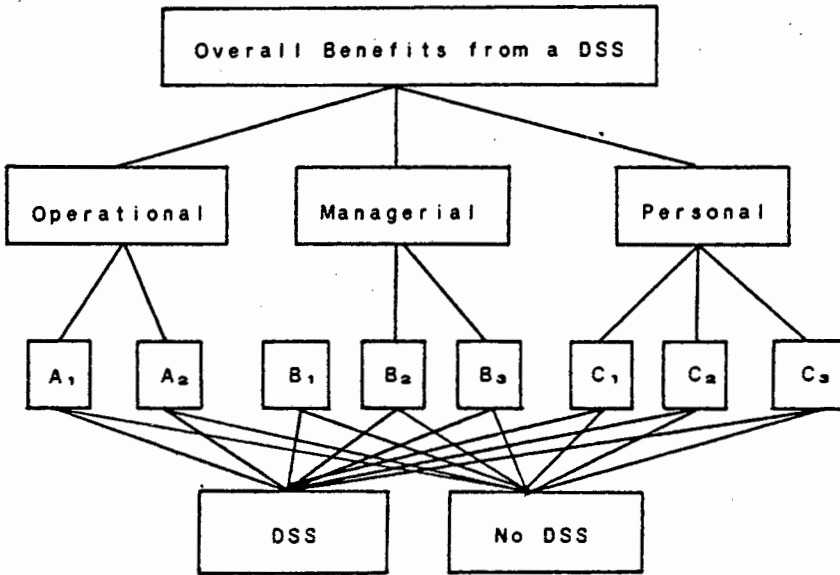 Overall Benefits from a DSS
Operational Managerial Personal
A₁ A₂ B₁ B₂ B₃ C₁ C₂ C₃
DSS No DSS